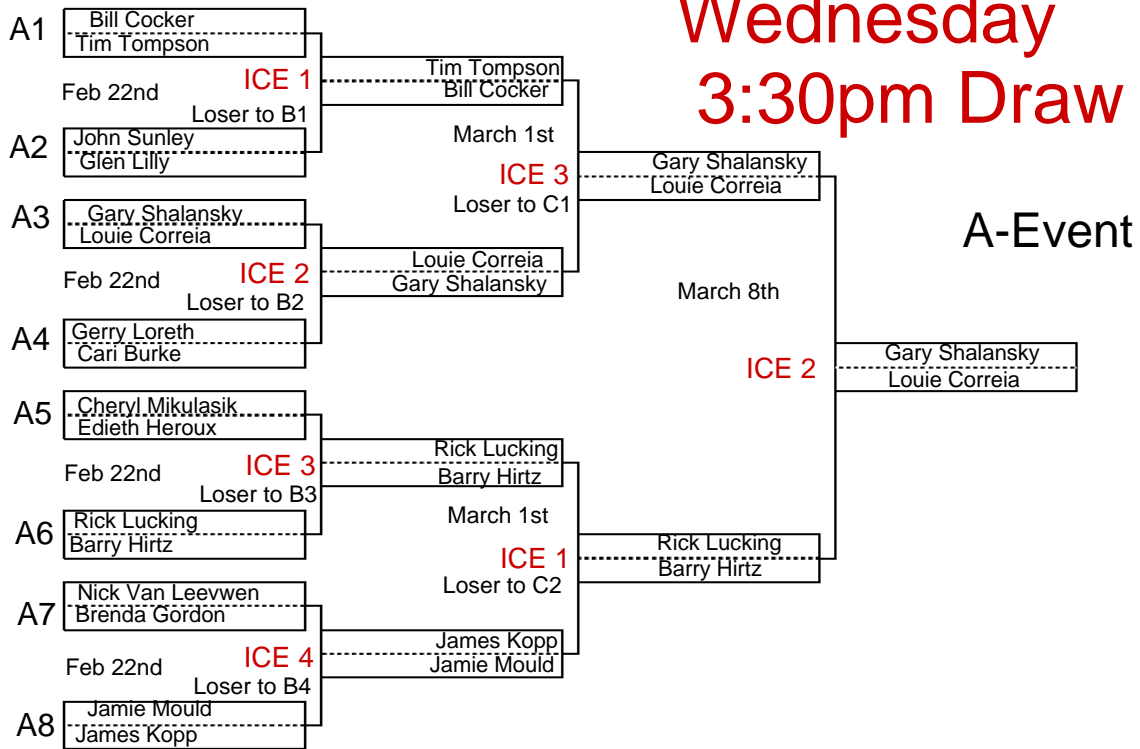 Wednesday
3:30pm Draw
A-Event
A1
Bill Cocker
Tim Tompson
Feb 22nd
ICE 1
Loser to B1
A2
John Sunley
Glen Lilly
A3
Gary Shalansky
Louie Correia
Feb 22nd
ICE 2
Loser to B2
A4
Gerry Loreth
Cari Burke
A5
Cheryl Mikulasik
Edieth Heroux
Feb 22nd
ICE 3
Loser to B3
A6
Rick Lucking
Barry Hirtz
A7
Nick Van Leevwen
Brenda Gordon
Feb 22nd
ICE 4
Loser to B4
A8
Jamie Mould
James Kopp
Tim Tompson
Bill Cocker
March 1st
ICE 3
Loser to C1
Louie Correia
Gary Shalansky
Rick Lucking
Barry Hirtz
March 1st
ICE 1
Loser to C2
James Kopp
Jamie Mould
Gary Shalansky
Louie Correia
March 8th
ICE 2
Rick Lucking
Barry Hirtz
Gary Shalansky
Louie Correia